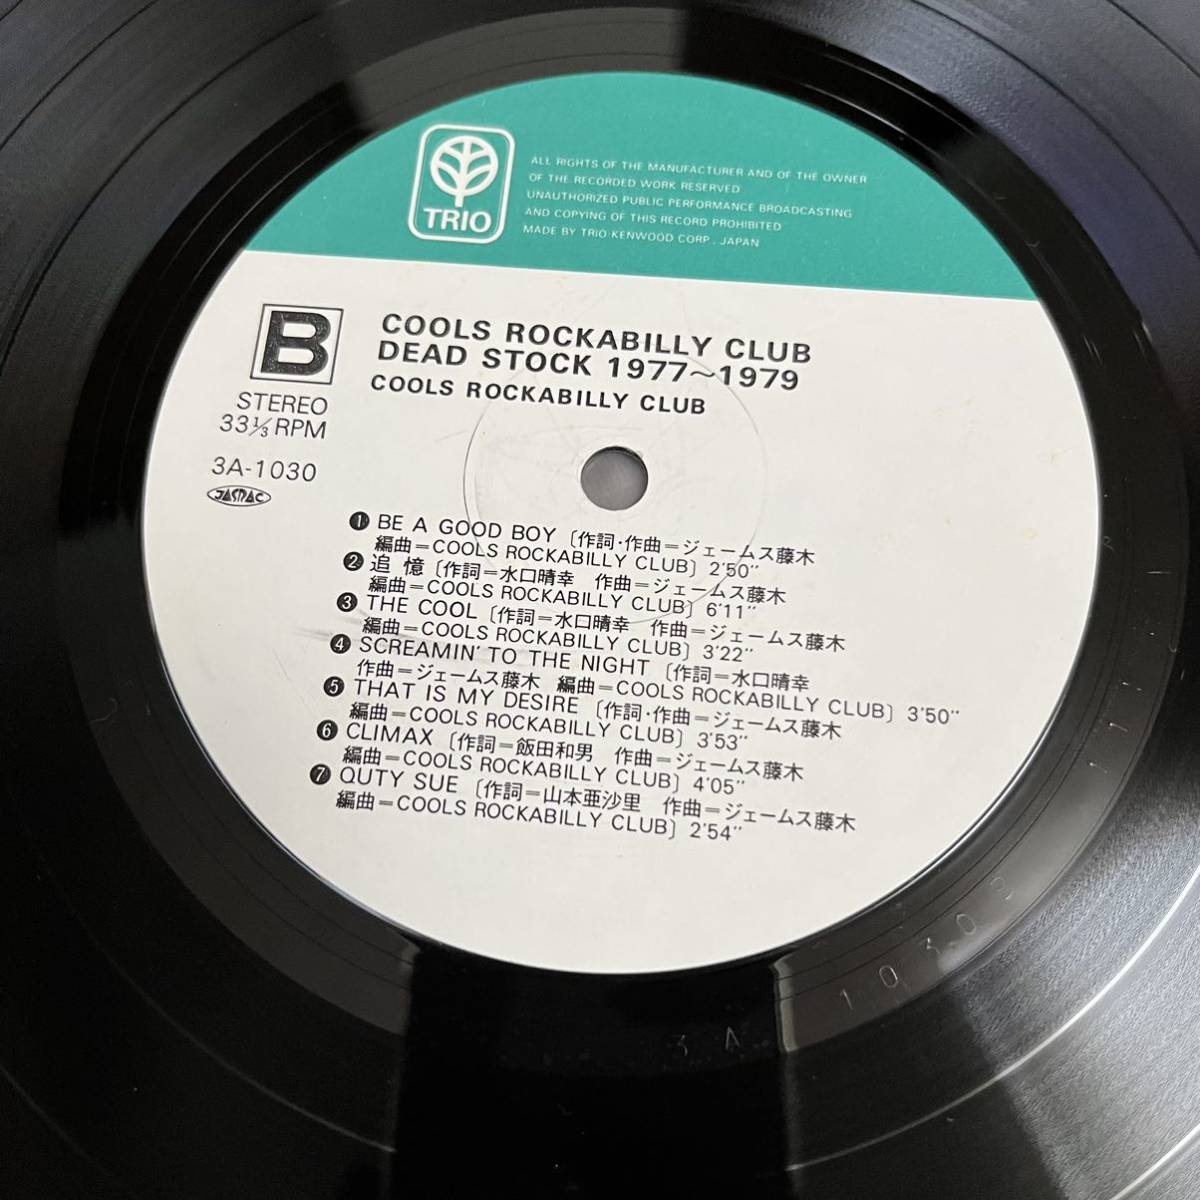 TRIO
ALL RIGHTS OF THE MANUFACTURER AND OF THE OWNER
OF THE RECORDED WORK RESERVED
UNAUTHORIZED PUBLIC PERFORMANCE BROADCASTING
AND COPYING OF THIS RECORD PROHIBITED
MADE BY TRIO-KENWOOD CORP., JAPAN
B
STEREO
33⅓ RPM
3A-1030
JASRAC
COOLS ROCKABILLY CLUB
DEAD STOCK 1977〜1979
COOLS ROCKABILLY CLUB
❶ BE A GOOD BOY〔作詞・作曲=ジェームス藤木
編曲=COOLS ROCKABILLY CLUB〕2'50''
❷ 追憶〔作詞=水口晴幸 作曲=ジェームス藤木
編曲=COOLS ROCKABILLY CLUB〕6'11''
❸ THE COOL〔作詞=水口晴幸 作曲=ジェームス藤木
編曲=COOLS ROCKABILLY CLUB〕3'22''
❹ SCREAMIN' TO THE NIGHT〔作詞=水口晴幸
作曲=ジェームス藤木 編曲=COOLS ROCKABILLY CLUB〕3'50''
❺ THAT IS MY DESIRE〔作詞・作曲=ジェームス藤木
編曲=COOLS ROCKABILLY CLUB〕3'53''
❻ CLIMAX〔作詞=飯田和男 作曲=ジェームス藤木
編曲=COOLS ROCKABILLY CLUB〕4'05''
❼ QUTY SUE〔作詞=山本亜沙里 作曲=ジェームス藤木
編曲=COOLS ROCKABILLY CLUB〕2'54''
3A 1030B